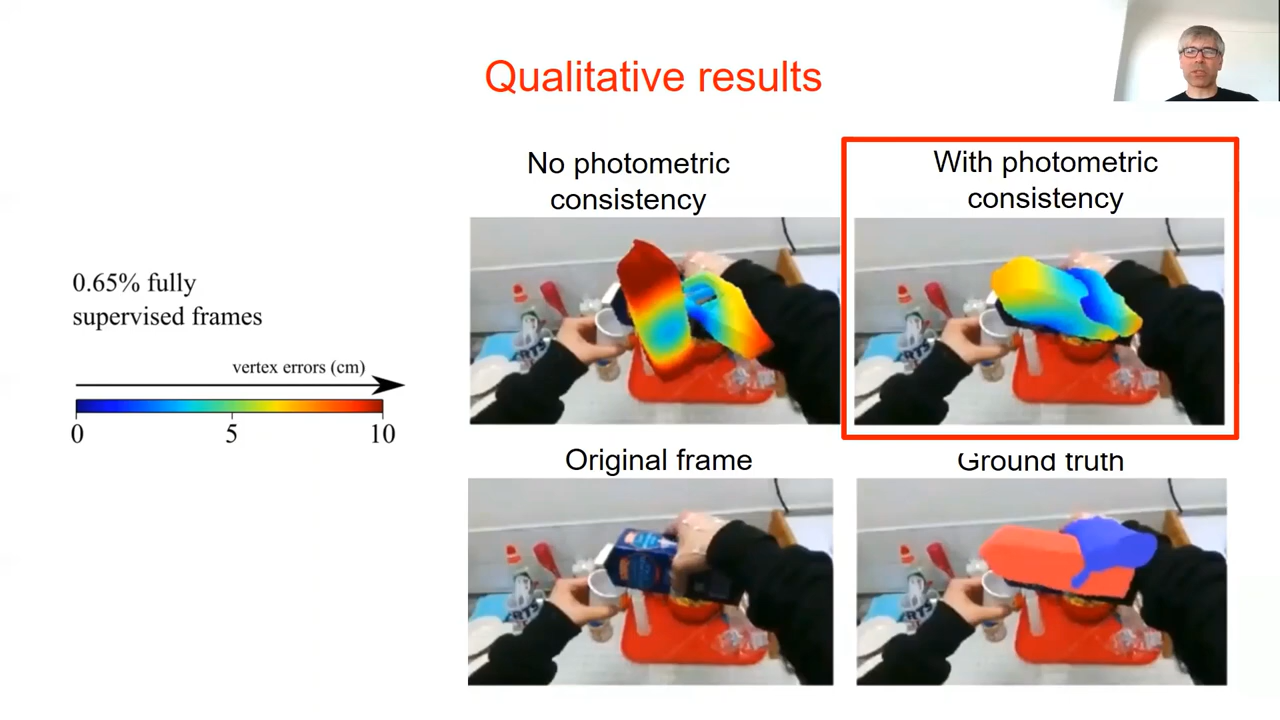 Qualitative results
No photometric
consistency
With photometric
consistency
0.65% fully
supervised frames
vertex errors (cm)
0
5
10
Original frame
Ground truth